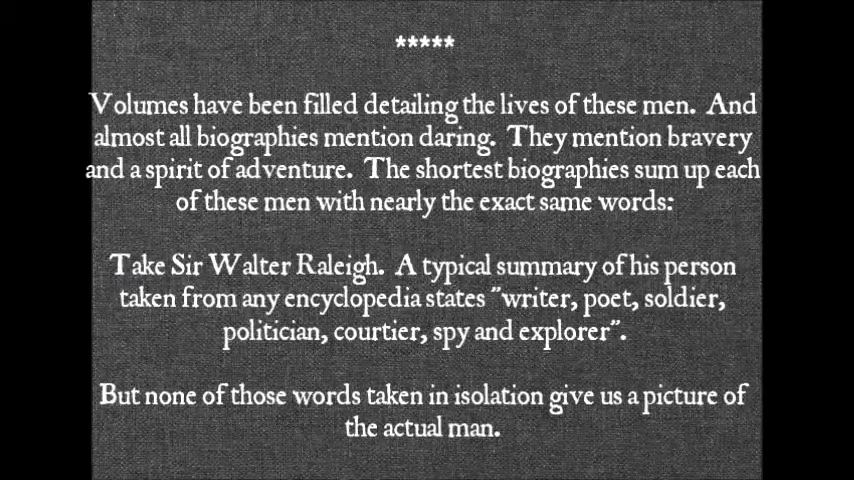 *****
Volumes have been filled detailing the lives of these men.  And
almost all biographies mention daring.  They mention bravery
and a spirit of adventure.  The shortest biographies sum up each
of these men with nearly the exact same words:
Take Sir Walter Raleigh.  A typical summary of his person
taken from any encyclopedia states "writer, poet, soldier,
politician, courtier, spy and explorer".
But none of those words taken in isolation give us a picture of
the actual man.